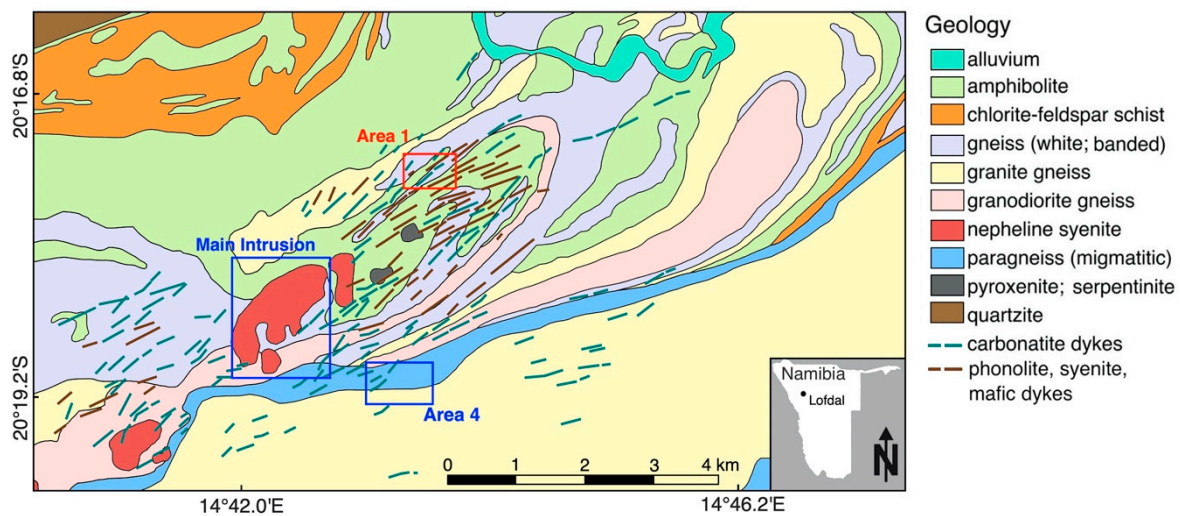 Geology
alluvium
amphibolite
chlorite-feldspar schist
gneiss (white; banded)
granite gneiss
granodiorite gneiss
nepheline syenite
paragneiss (migmatitic)
pyroxenite; serpentinite
quartzite
carbonatite dykes
phonolite, syenite,
mafic dykes
20°16.8'S
20°19.2'S
Area 1
Main Intrusion
Area 4
0 1 2 3 4 km
Namibia
Lofdal
N
14°42.0'E
14°46.2'E